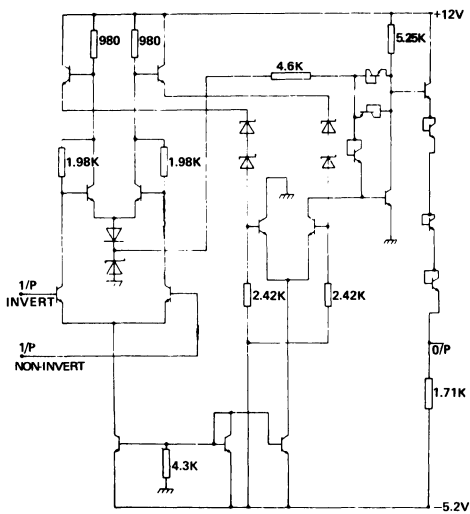 +12V
980
980
5.25K
4.6K
1.98K
1.98K
1/P
INVERT
2.42K
2.42K
1/P
NON-INVERT
O/P
1.71K
4.3K
-5.2V